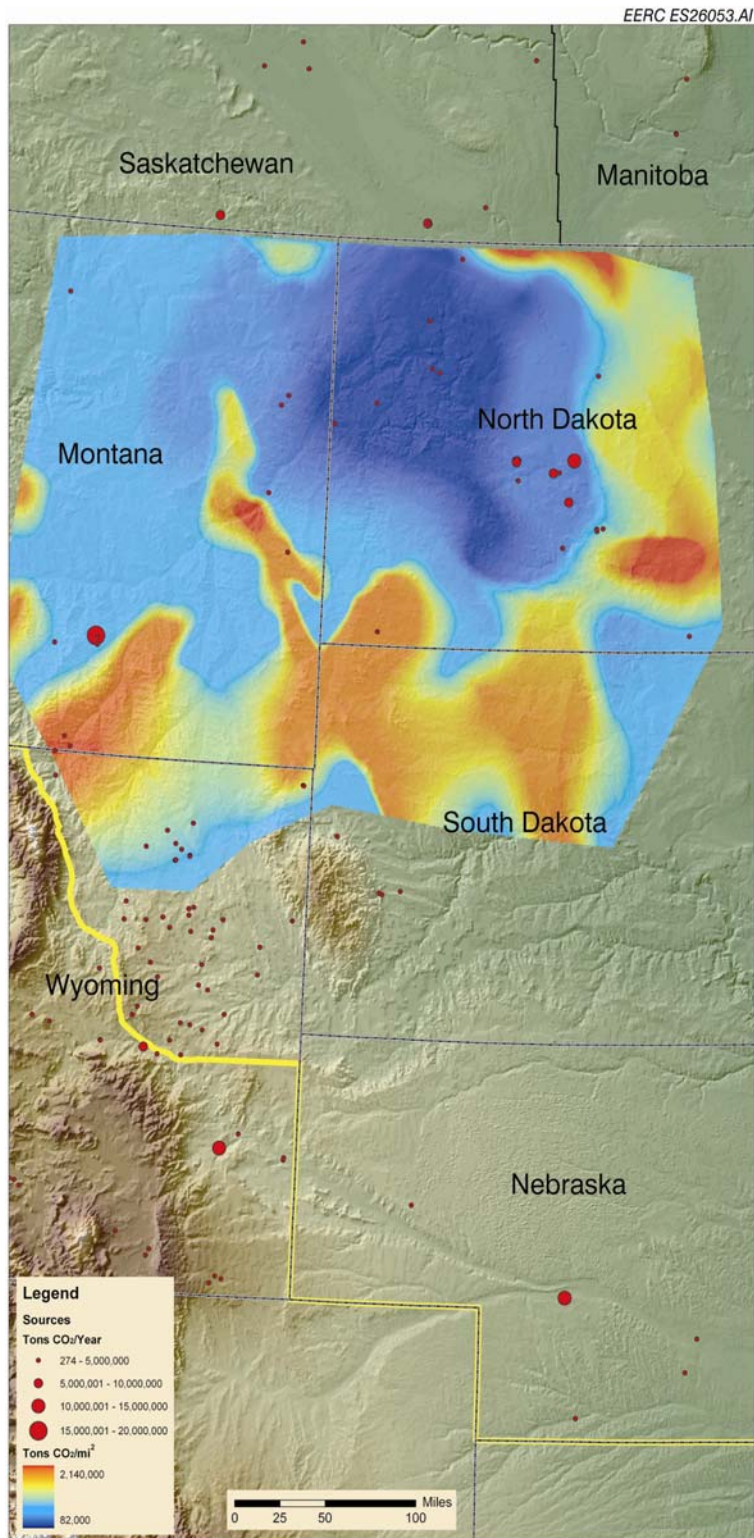 EERC ES26053.AI
Saskatchewan
Manitoba
North Dakota
Montana
South Dakota
Wyoming
Nebraska
Legend
Sources
Tons CO₂/Year
274 - 5,000,000
5,000,001 - 10,000,000
10,000,001 - 15,000,000
15,000,001 - 20,000,000
Tons CO₂/mi²
2,140,000
82,000
Miles
0 25 50 100